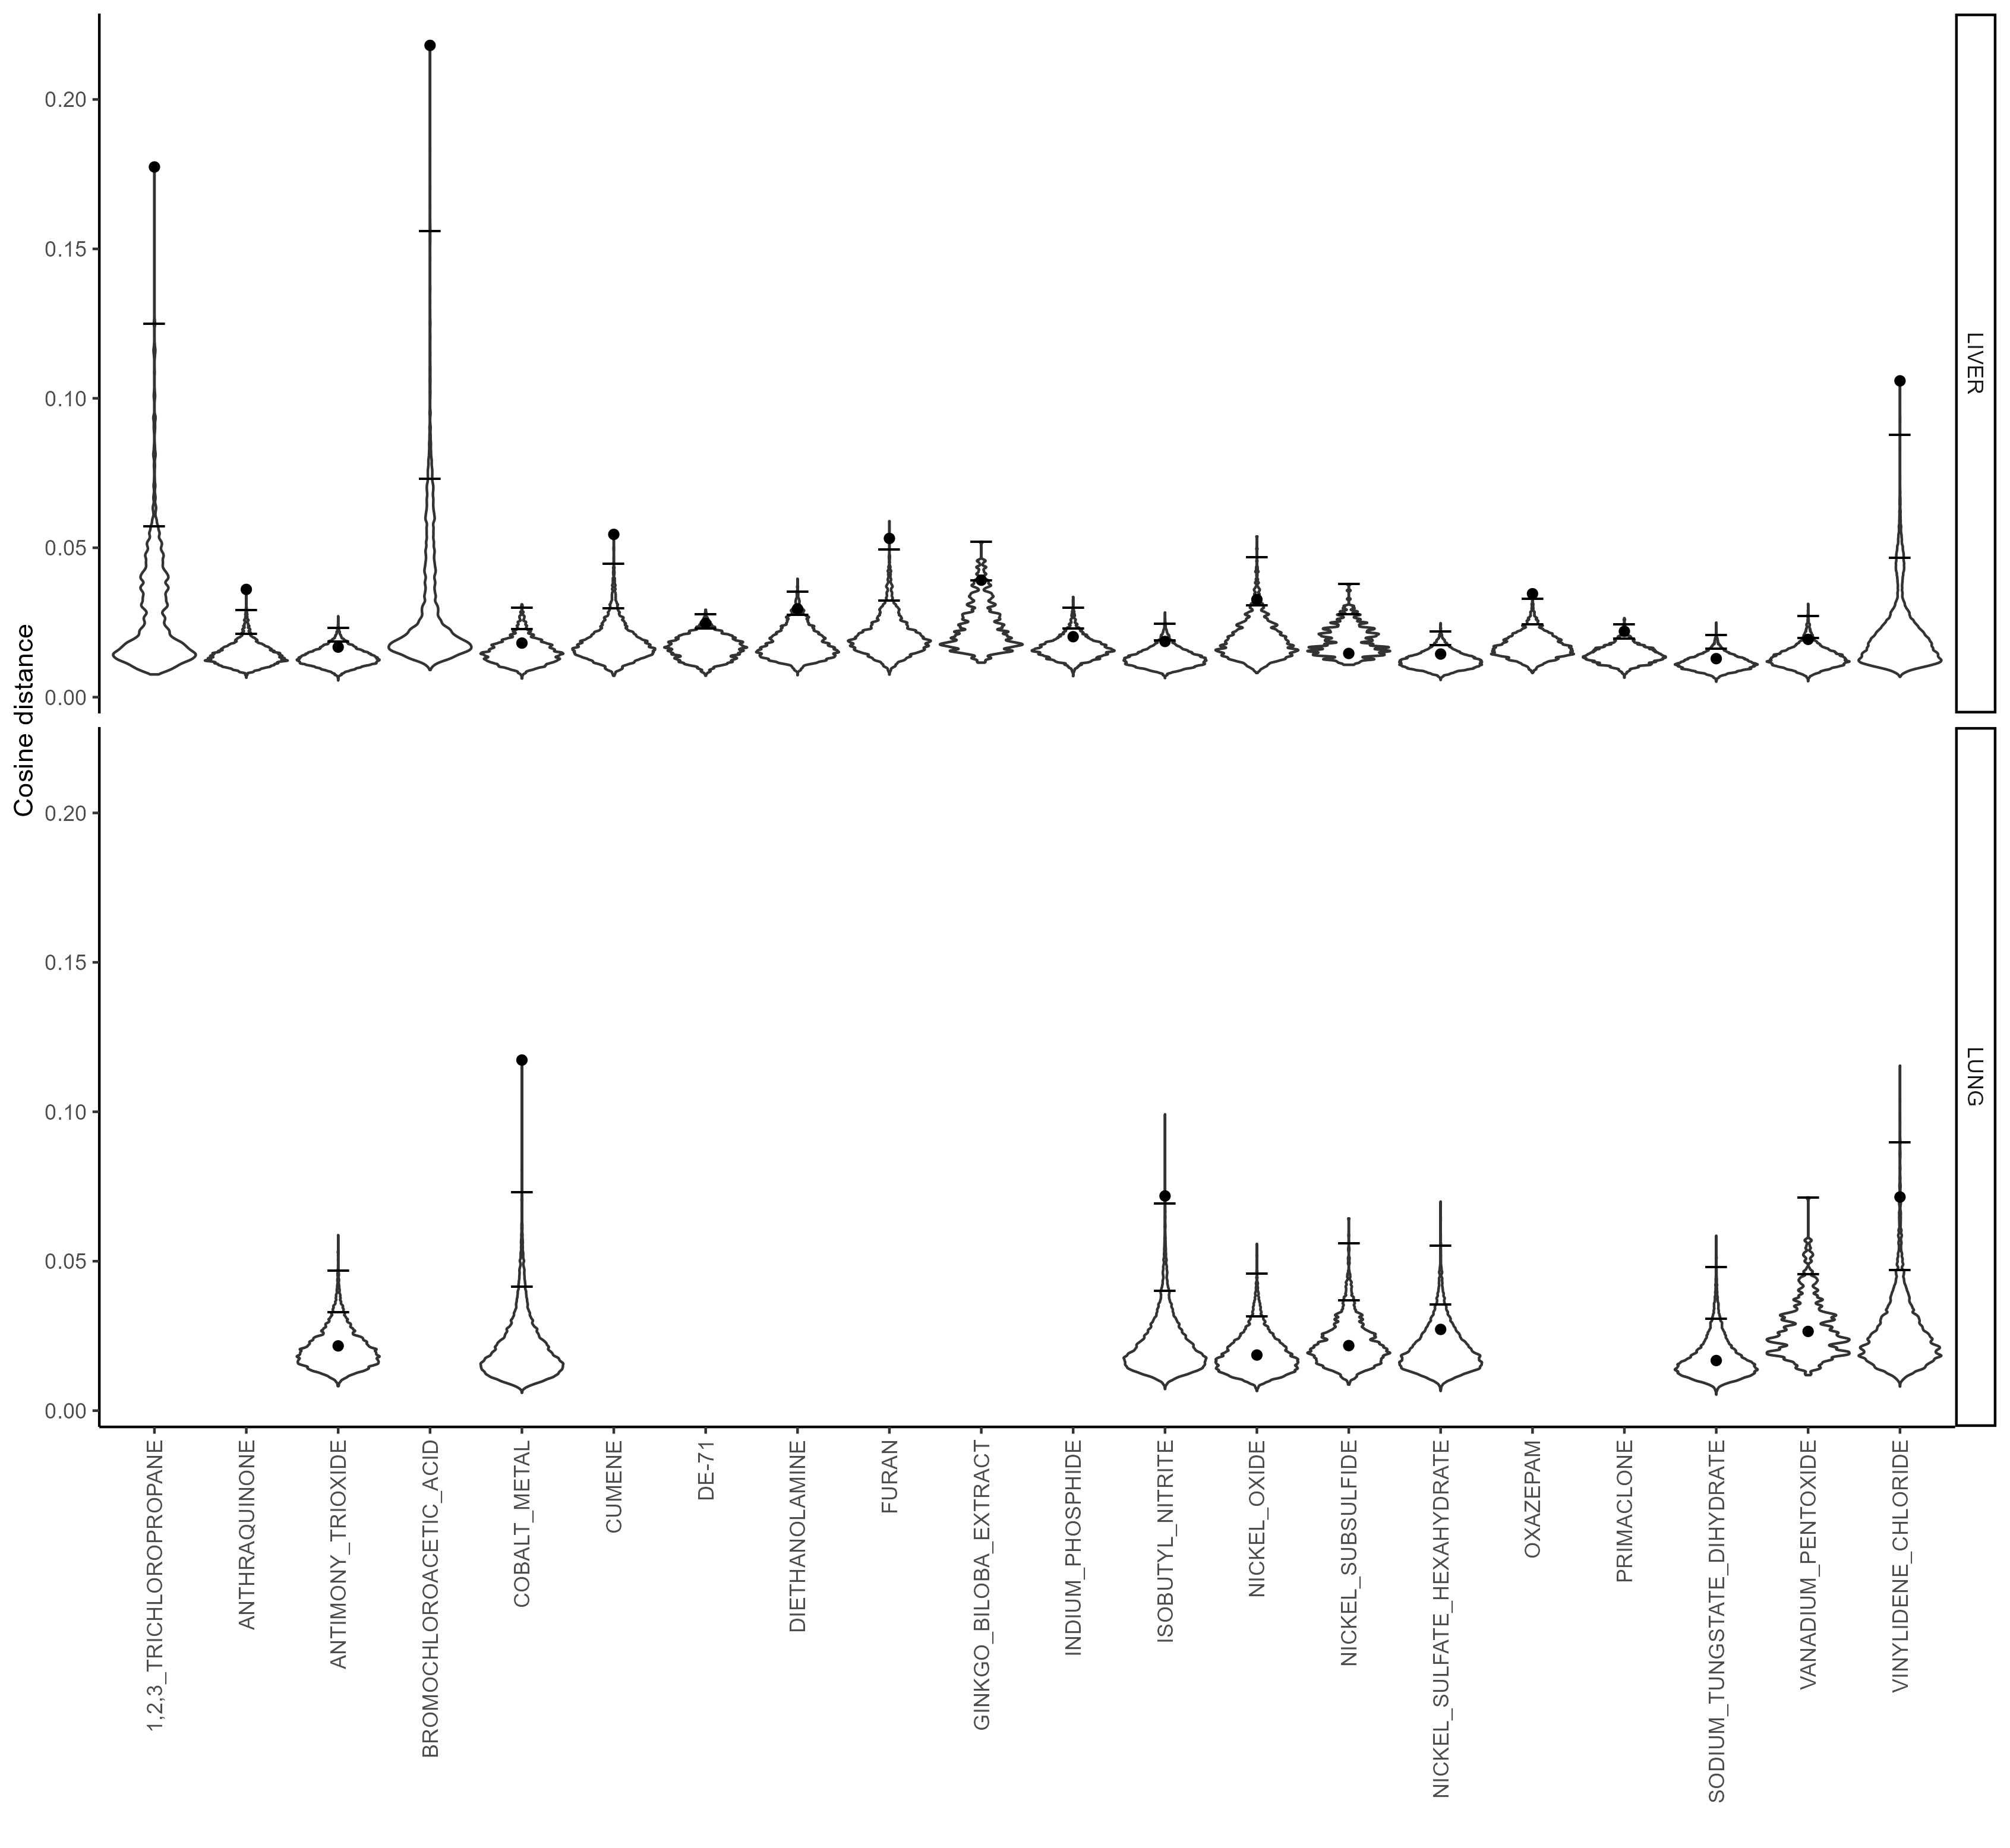 Cosine distance
0.20
0.15
0.10
0.05
0.00
LIVER
0.20
0.15
0.10
0.05
0.00
LUNG
1,2,3_TRICHLOROPROPANE
ANTHRAQUINONE
ANTIMONY_TRIOXIDE
BROMOCHLOROACETIC_ACID
COBALT_METAL
CUMENE
DE-71
DIETHANOLAMINE
FURAN
GINKGO_BILOBA_EXTRACT
INDIUM_PHOSPHIDE
ISOBUTYL_NITRITE
NICKEL_OXIDE
NICKEL_SUBSULFIDE
NICKEL_SULFATE_HEXAHYDRATE
OXAZEPAM
PRIMACLONE
SODIUM_TUNGSTATE_DIHYDRATE
VANADIUM_PENTOXIDE
VINYLIDENE_CHLORIDE